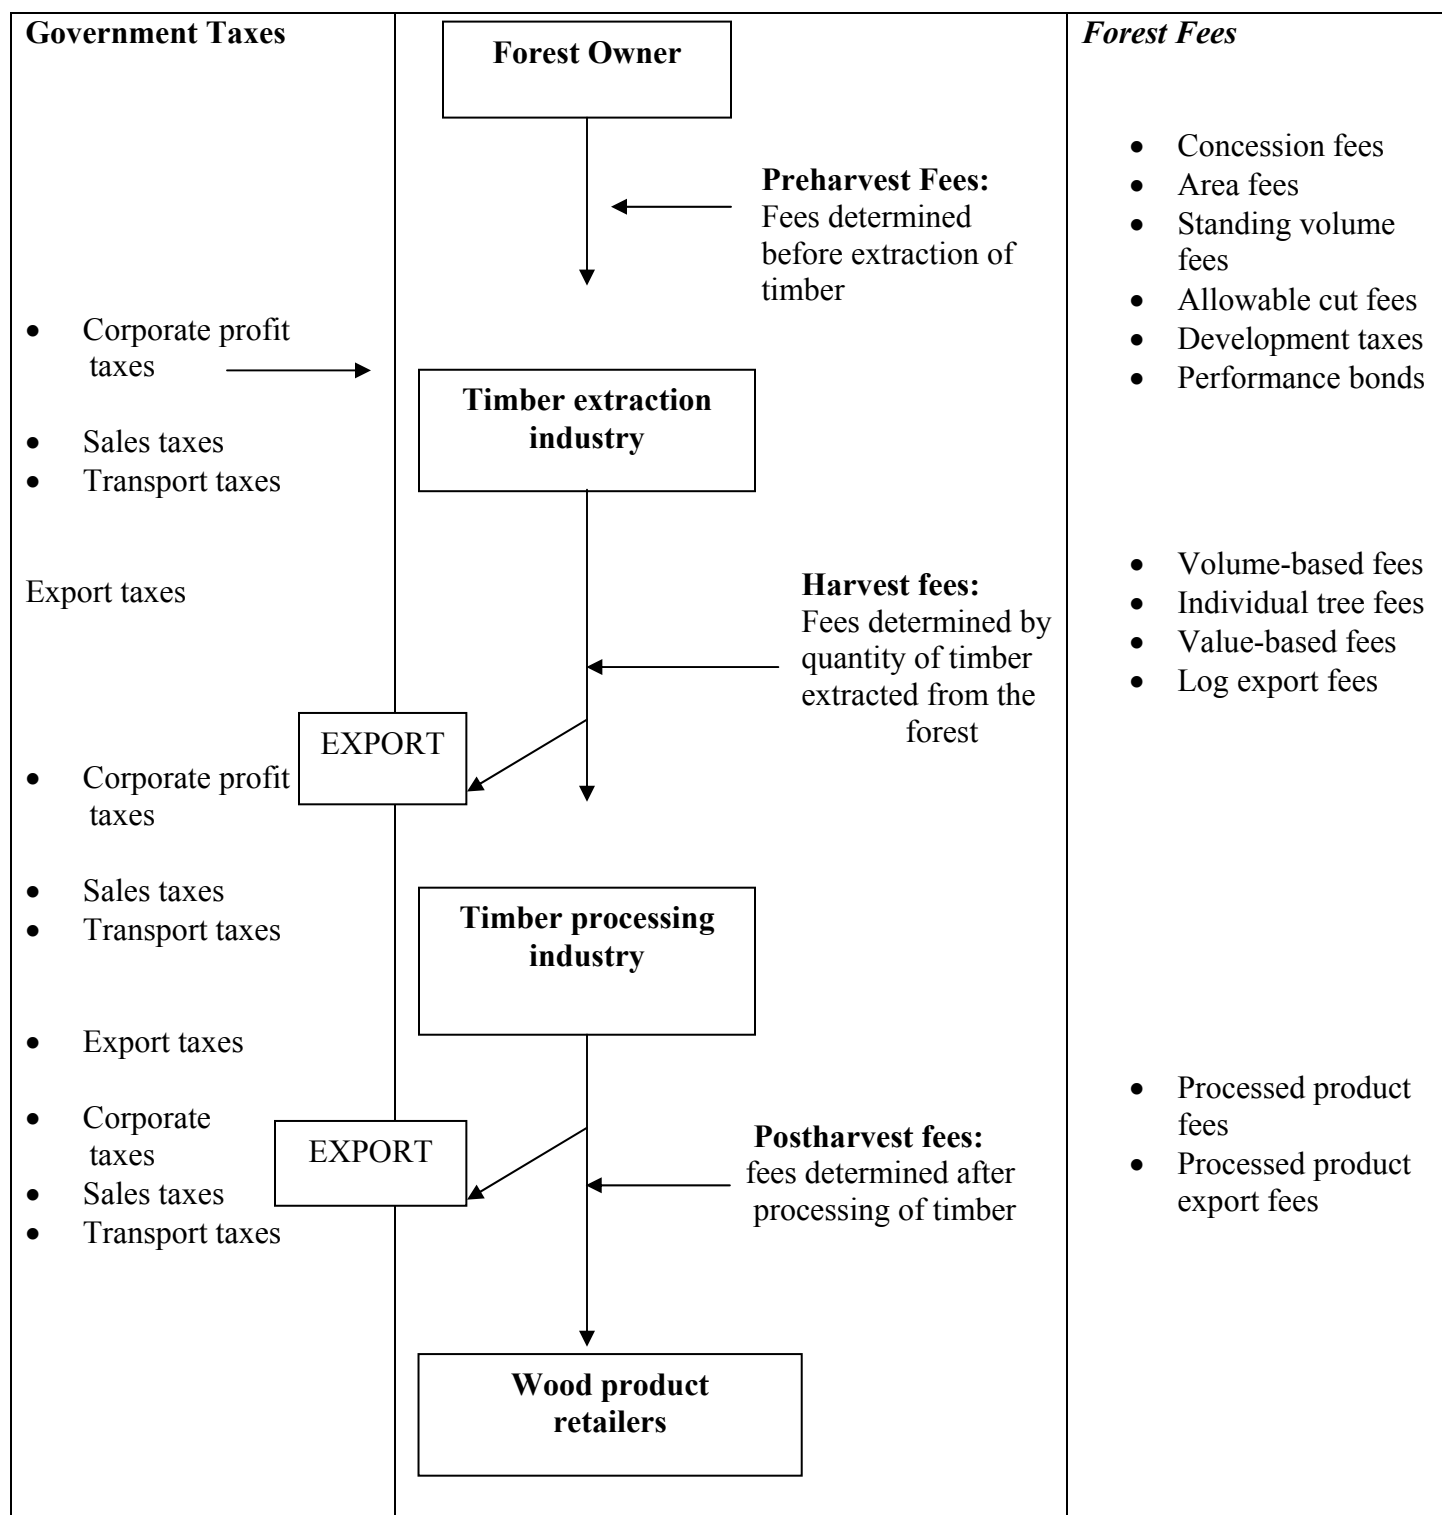 Government Taxes
Forest Owner
Forest Fees
• Concession fees
• Area fees
• Standing volume
fees
• Allowable cut fees
• Development taxes
• Performance bonds
Preharvest Fees:
Fees determined
before extraction of
timber
• Corporate profit
taxes
• Sales taxes
• Transport taxes
Timber extraction
industry
Export taxes
Harvest fees:
Fees determined by
quantity of timber
extracted from the
forest
• Volume-based fees
• Individual tree fees
• Value-based fees
• Log export fees
EXPORT
• Corporate profit
taxes
• Sales taxes
• Transport taxes
Timber processing
industry
• Export taxes
• Corporate
taxes
• Sales taxes
• Transport taxes
EXPORT
Postharvest fees:
fees determined after
processing of timber
• Processed product
fees
• Processed product
export fees
Wood product
retailers